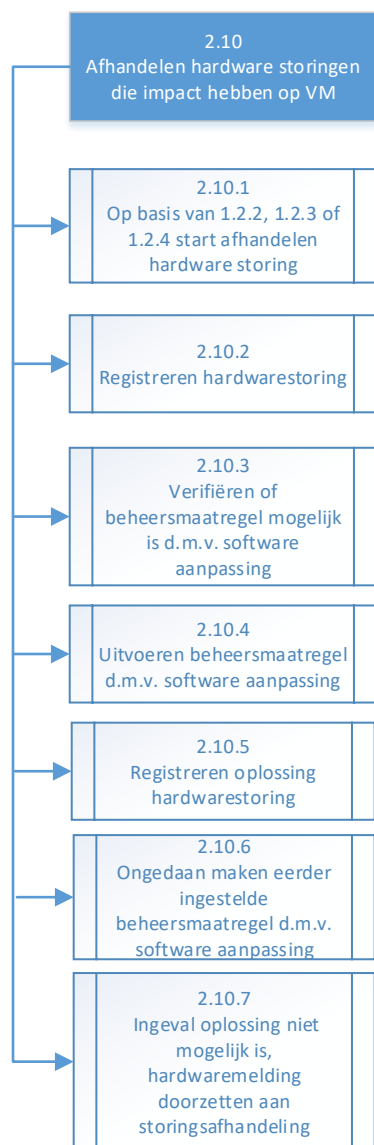 2.10
Afhandelen hardware storingen
die impact hebben op VM
2.10.1
Op basis van 1.2.2, 1.2.3 of
1.2.4 start afhandelen
hardware storing
2.10.2
Registreren hardwarestoring
2.10.3
Verifiëren of
beheersmaatregel mogelijk
is d.m.v. software
aanpassing
2.10.4
Uitvoeren beheersmaatregel
d.m.v. software aanpassing
2.10.5
Registreren oplossing
hardwarestoring
2.10.6
Ongedaan maken eerder
ingestelde
beheersmaatregel d.m.v.
software aanpassing
2.10.7
Ingeval oplossing niet
mogelijk is,
hardwaremelding
doorzetten aan
storingsafhandeling